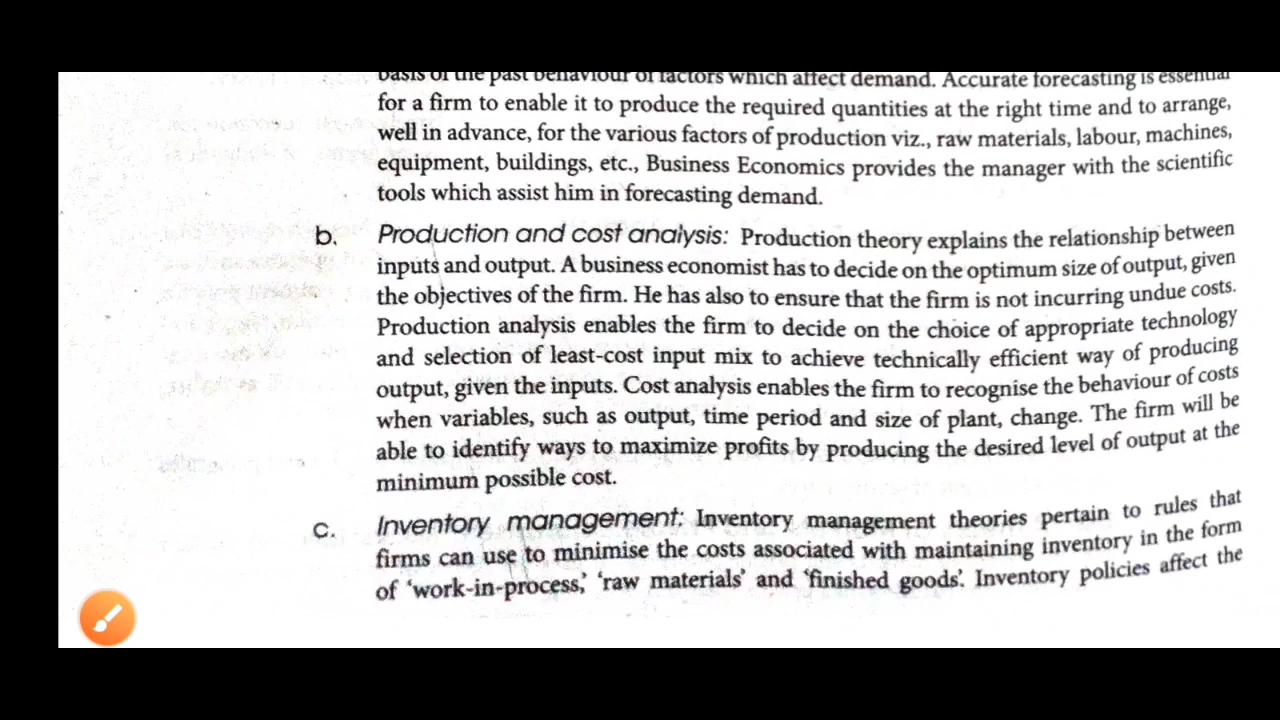 basis of the past behaviour of factors which affect demand. Accurate forecasting is essential
for a firm to enable it to produce the required quantities at the right time and to arrange,
well in advance, for the various factors of production viz., raw materials, labour, machines,
equipment, buildings, etc., Business Economics provides the manager with the scientific
tools which assist him in forecasting demand.
b. Production and cost analysis: Production theory explains the relationship between
inputs and output. A business economist has to decide on the optimum size of output, given
the objectives of the firm. He has also to ensure that the firm is not incurring undue costs.
Production analysis enables the firm to decide on the choice of appropriate technology
and selection of least-cost input mix to achieve technically efficient way of producing
output, given the inputs. Cost analysis enables the firm to recognise the behaviour of costs
when variables, such as output, time period and size of plant, change. The firm will be
able to identify ways to maximize profits by producing the desired level of output at the
minimum possible cost.
c. Inventory management: Inventory management theories pertain to rules that
firms can use to minimise the costs associated with maintaining inventory in the form
of 'work-in-process,' 'raw materials' and 'finished goods'. Inventory policies affect the